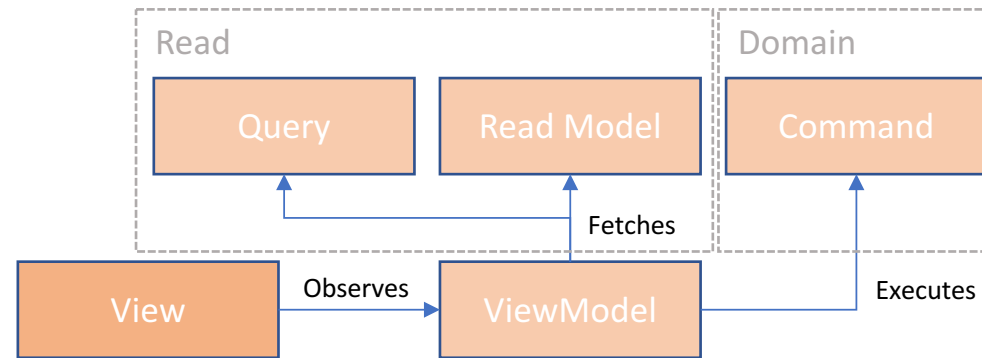 Read
Domain
Query
Read Model
Command
Fetches
View
Observes
ViewModel
Executes